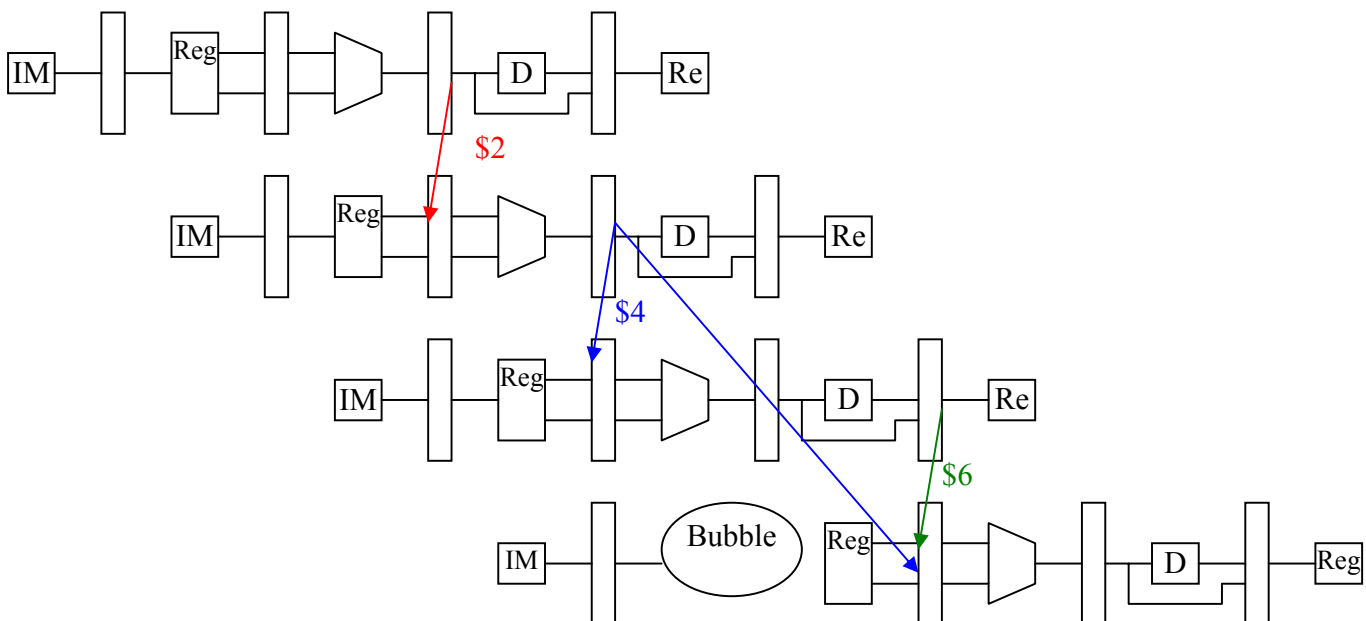 IM Reg D Re
$2
IM Reg D Re
$4
IM Reg D Re
$6
IM Bubble Reg D Reg